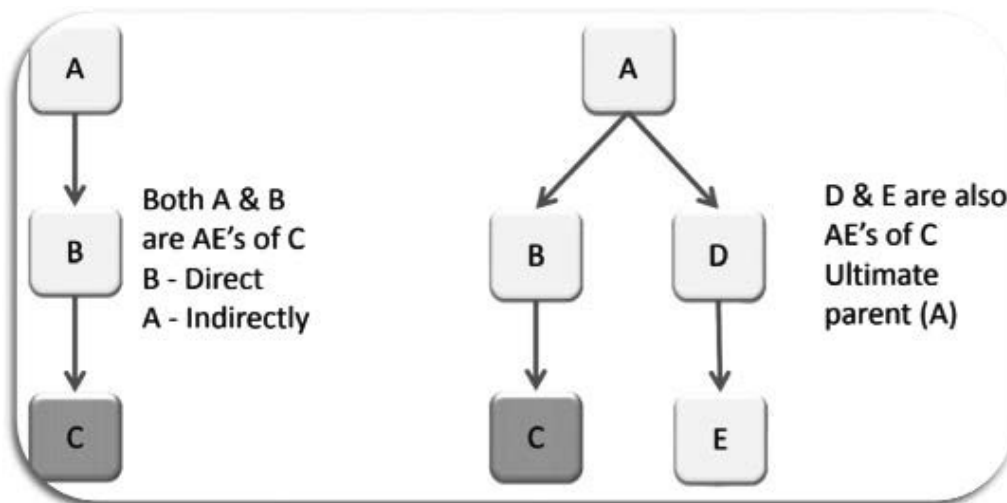 A
B
C
Both A & B
are AE's of C
B - Direct
A - Indirectly
A
B
D
C
E
D & E are also
AE's of C
Ultimate
parent (A)